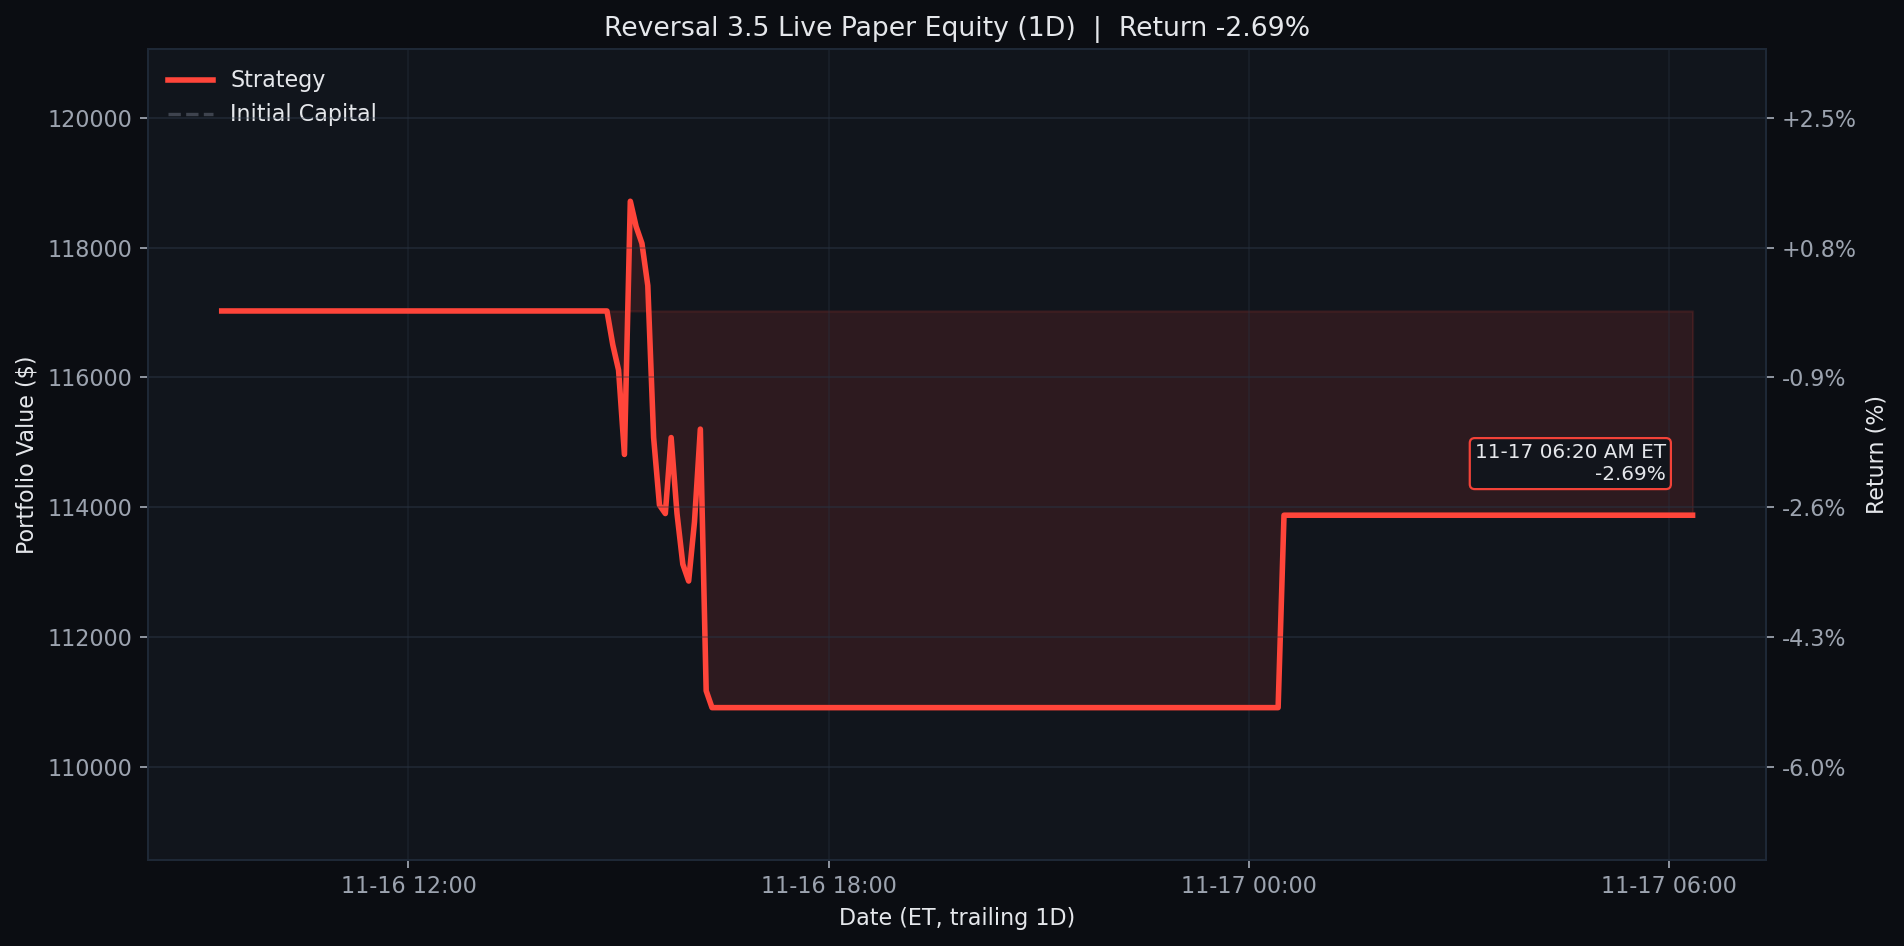 Reversal 3.5 Live Paper Equity (1D)  |  Return -2.69%
Strategy
Initial Capital
120000
118000
116000
114000
112000
110000
Portfolio Value ($)
+2.5%
+0.8%
-0.9%
-2.6%
-4.3%
-6.0%
Return (%)
11-17 06:20 AM ET
-2.69%
11-16 12:00
11-16 18:00
11-17 00:00
11-17 06:00
Date (ET, trailing 1D)